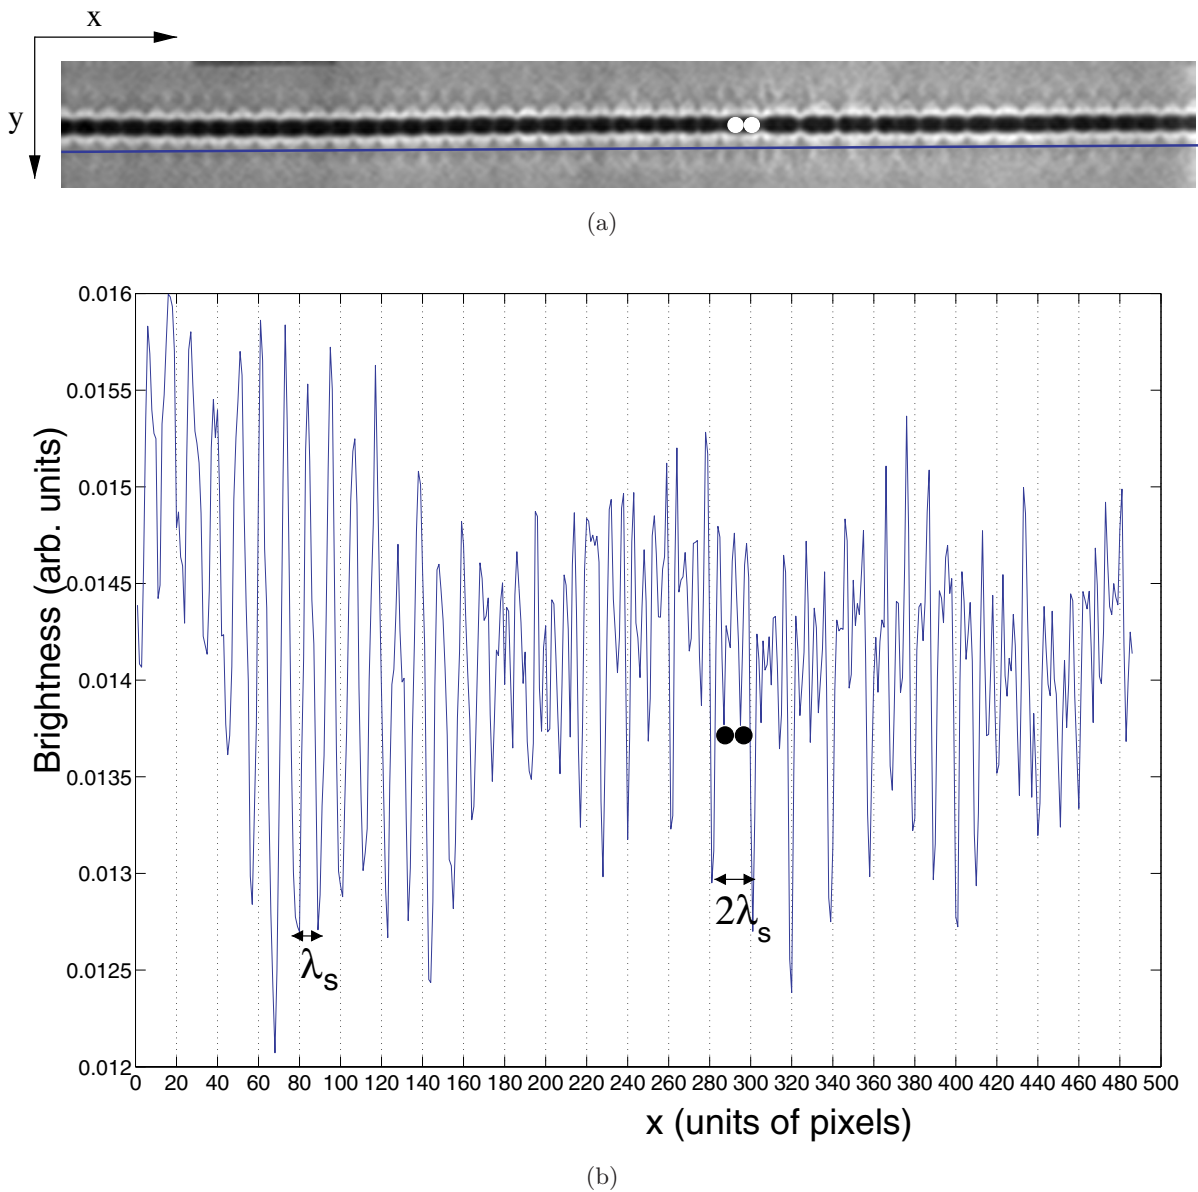 x
y
(a)
0.016
0.0155
0.015
0.0145
0.014
0.0135
0.013
0.0125
0.012
Brightness (arb. units)
λs
2λs
0 20 40 60 80 100 120 140 160 180 200 220 240 260 280 300 320 340 360 380 400 420 440 460 480 500
x (units of pixels)
(b)